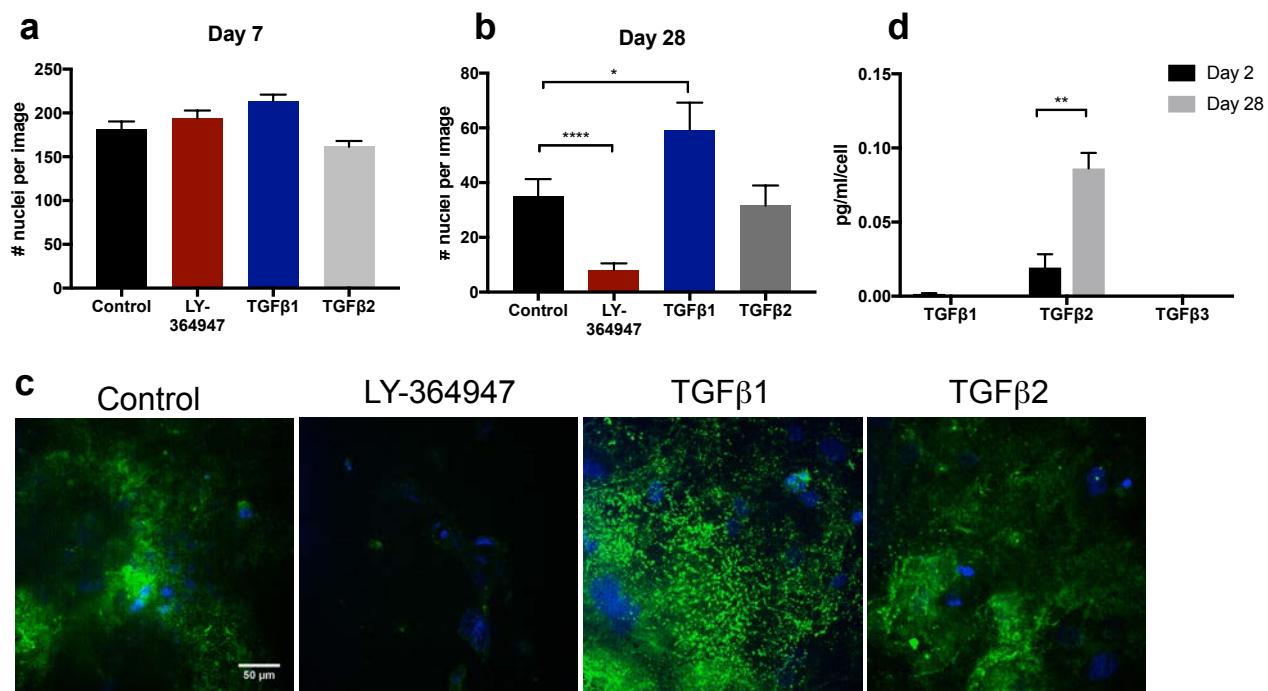 a
Day 7
# nuclei per image
250
200
150
100
50
0
Control
LY-
364947
TGFβ1
TGFβ2
b
Day 28
# nuclei per image
80
60
40
20
0
*
****
Control
LY-
364947
TGFβ1
TGFβ2
d
pg/ml/cell
0.15
0.10
0.05
0.00
**
Day 2
Day 28
TGFβ1
TGFβ2
TGFβ3
c
Control
LY-364947
TGFβ1
TGFβ2
50 µm